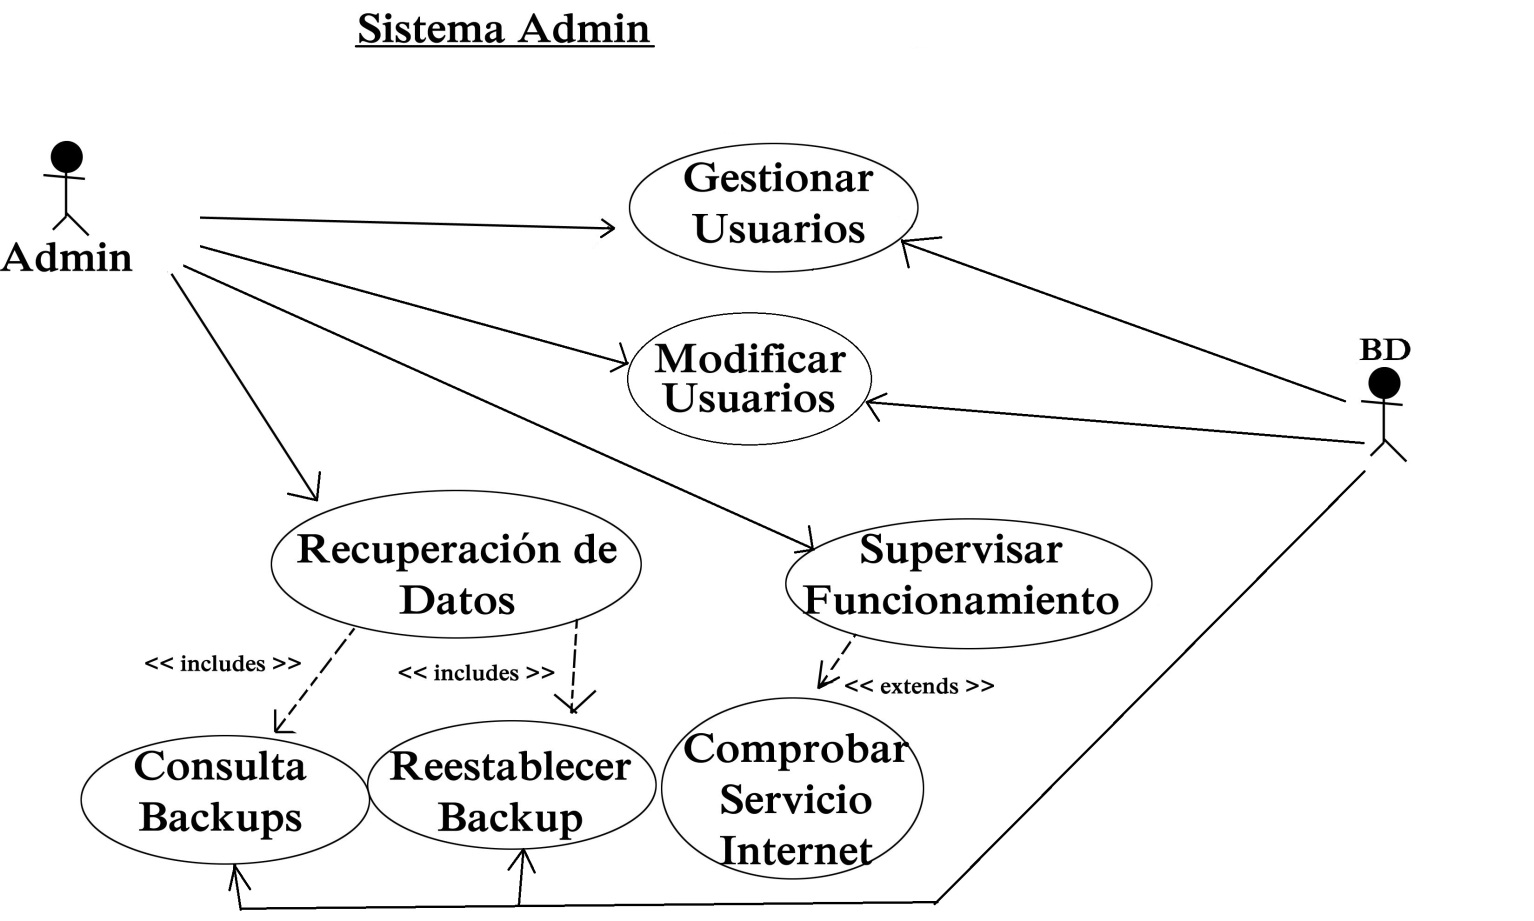 Sistema Admin
Gestionar
Usuarios
Admin
BD
Modificar
Usuarios
Recuperación de
Datos
Supervisar
Funcionamiento
<< includes >>
<< includes >>
<< extends >>
Consulta
Backups
Reestablecer
Backup
Comprobar
Servicio
Internet